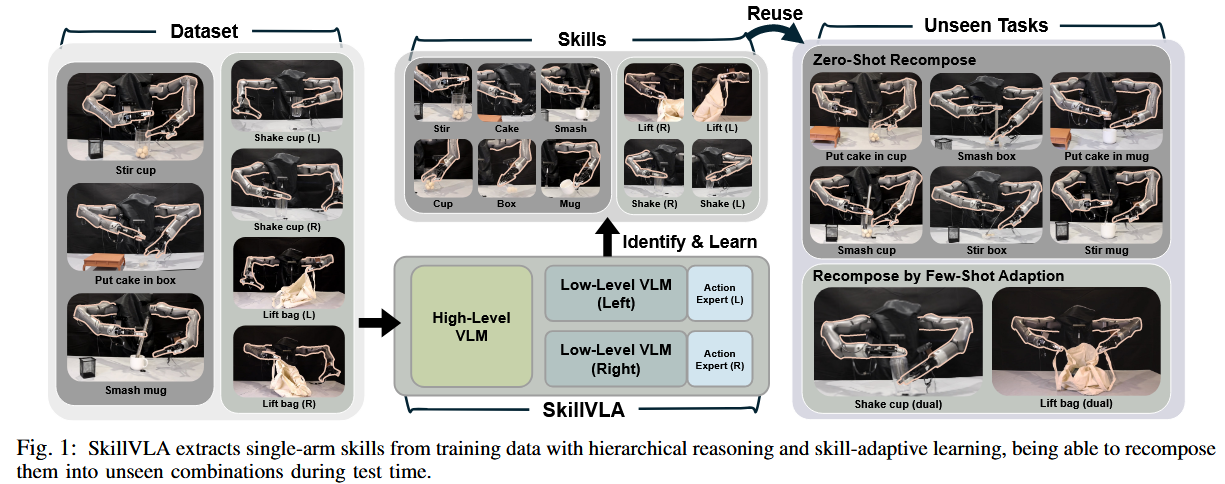 Dataset
Stir cup
Put cake in box
Smash mug
Shake cup (L)
Shake cup (R)
Lift bag (L)
Lift bag (R)
Skills
Stir
Cake
Smash
Cup
Box
Mug
Lift (R)
Lift (L)
Shake (R)
Shake (L)
Identify & Learn
High-Level
VLM
Low-Level VLM
(Left)
Action
Expert (L)
Low-Level VLM
(Right)
Action
Expert (R)
SkillVLA
Reuse
Unseen Tasks
Zero-Shot Recompose
Put cake in cup
Smash box
Put cake in mug
Smash cup
Stir box
Stir mug
Recompose by Few-Shot Adaption
Shake cup (dual)
Lift bag (dual)
Fig. 1: SkillVLA extracts single-arm skills from training data with hierarchical reasoning and skill-adaptive learning, being able to recompose
them into unseen combinations during test time.